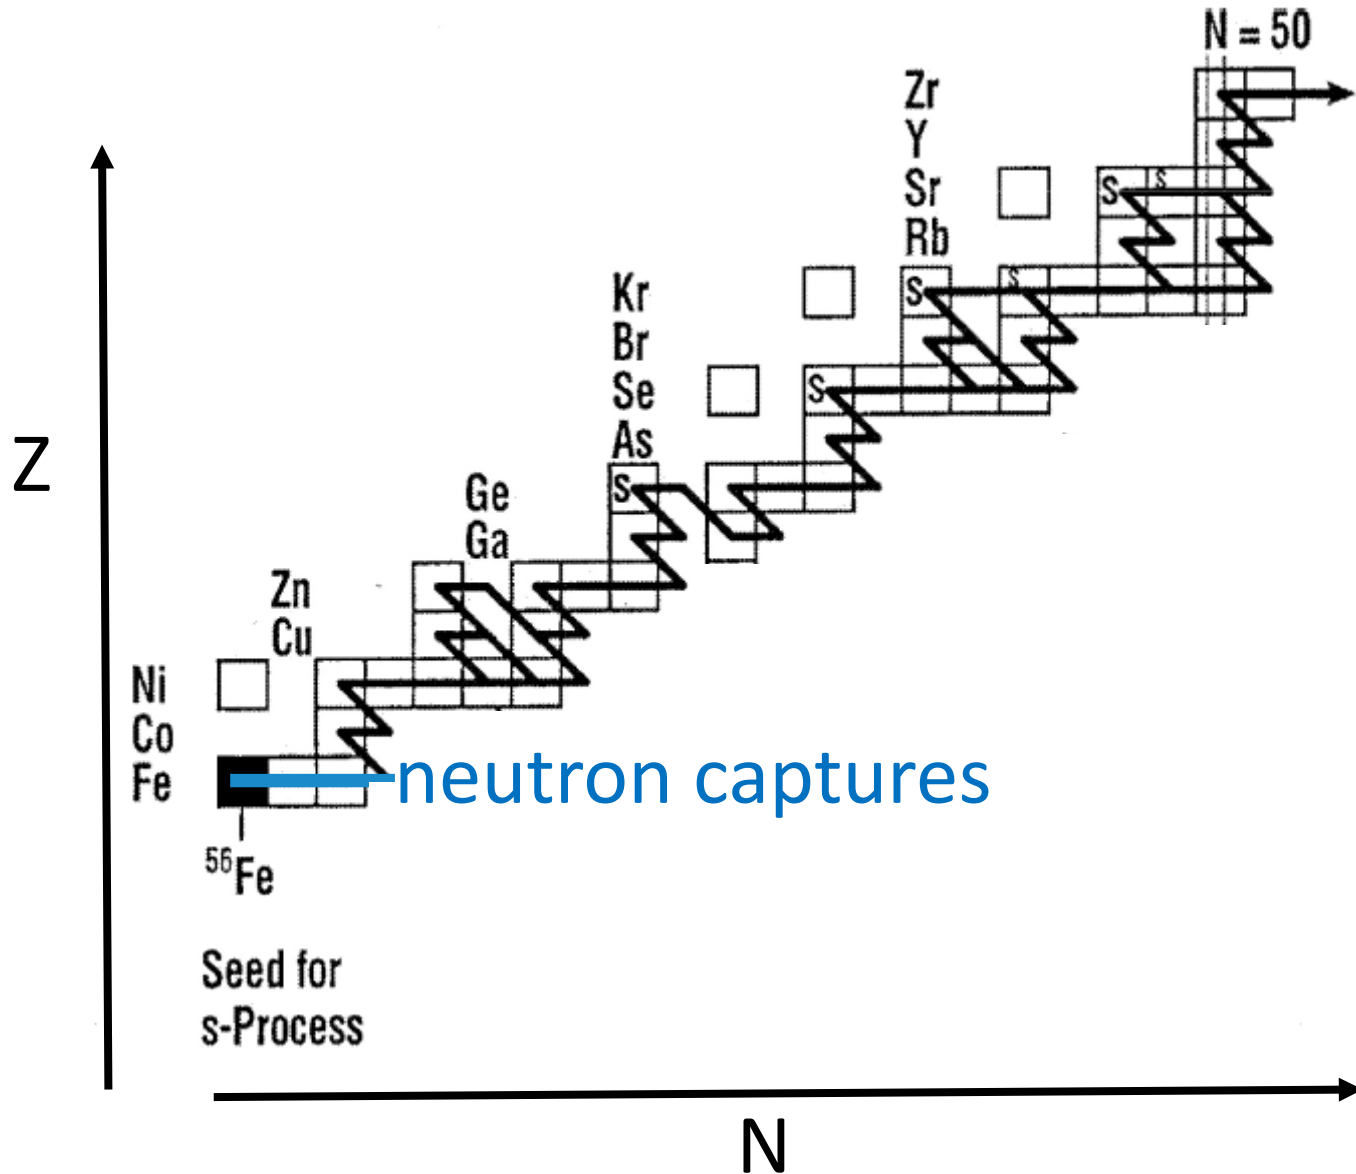 N = 50
Zr
Y
Sr
Rb
S
s
Kr
Br
Se
As
S
s
S
Z
Ge
Ga
S
Zn
Cu
Ni
Co
Fe
neutron captures
56Fe
Seed for
s-Process
N